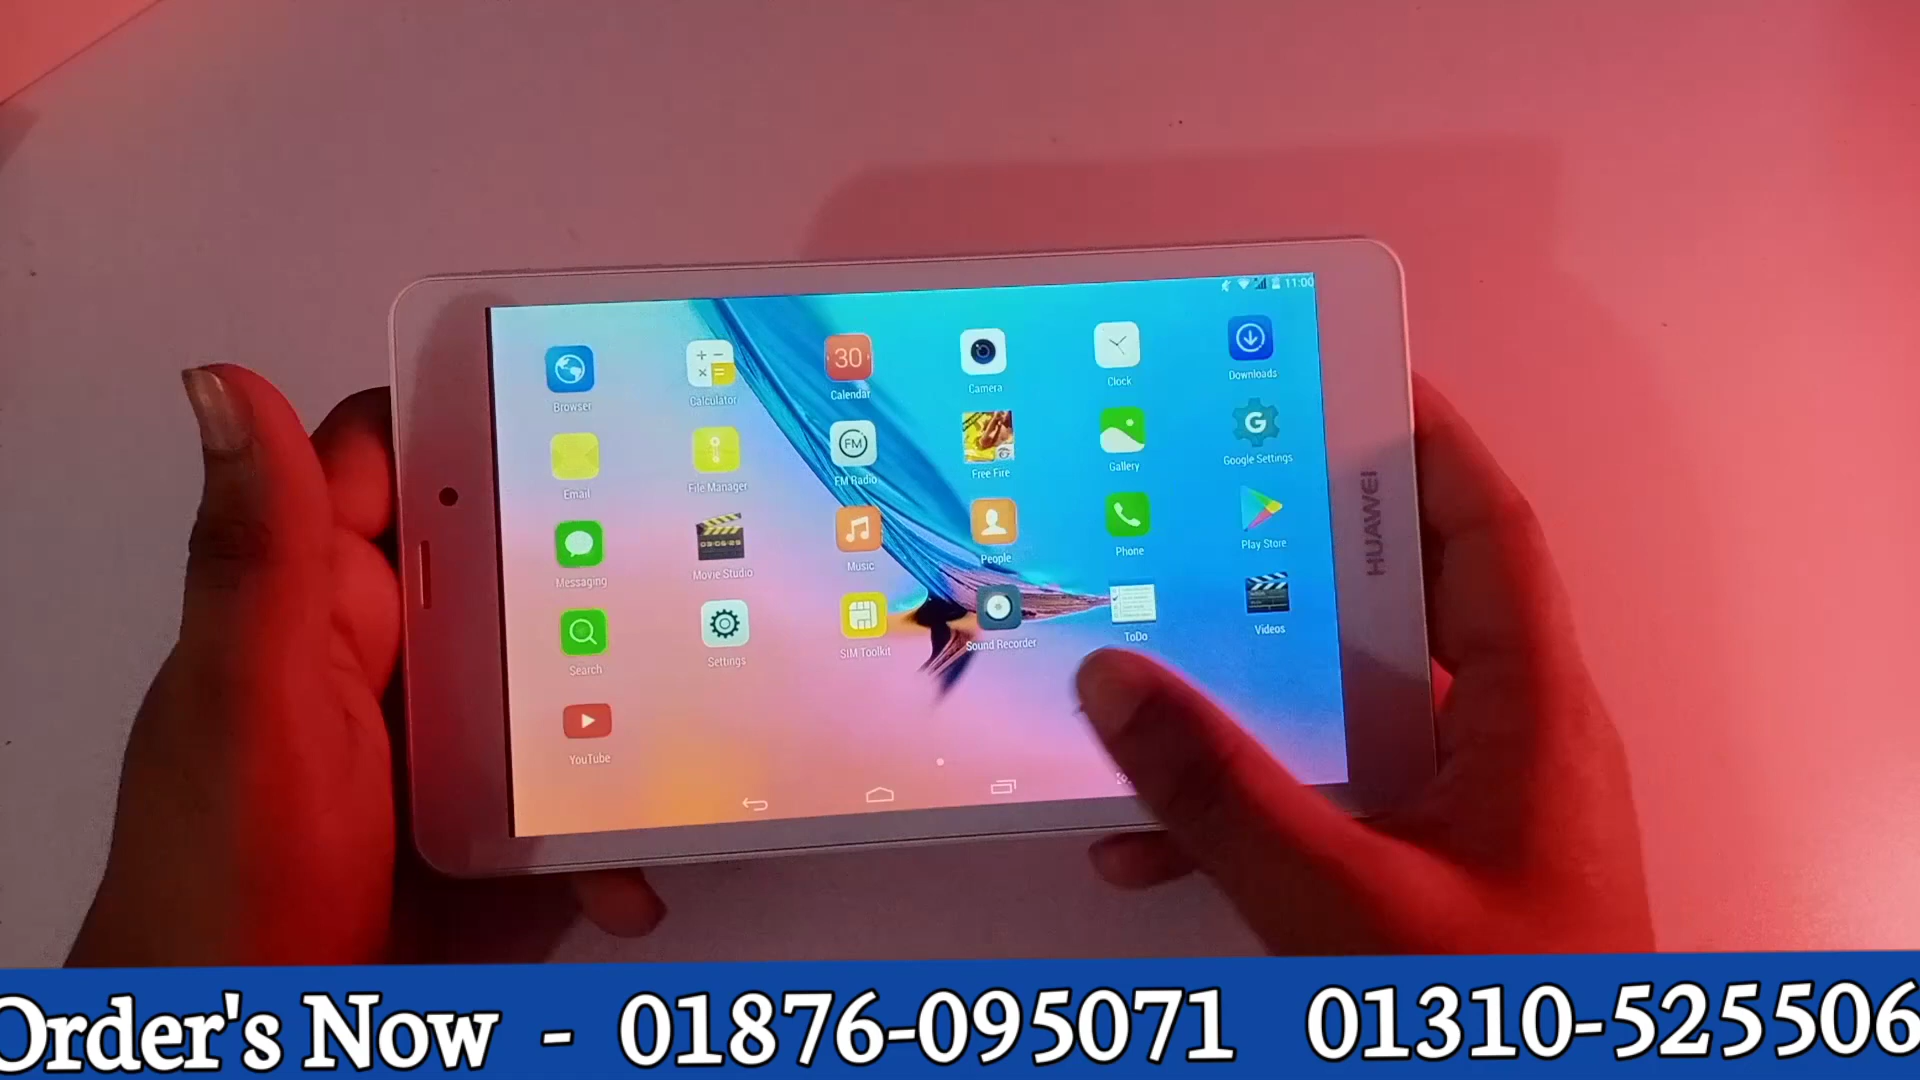 11:00
30
Browser
Calculator
Calendar
Camera
Clock
Downloads
FM
G
Email
File Manager
FM Radio
Free Fire
Gallery
Google Settings
Messaging
Movie Studio
Music
People
Phone
Play Store
Search
Settings
SIM Toolkit
Sound Recorder
ToDo
Videos
YouTube
HUAWEI
Order's Now - 01876-095071 01310-525506